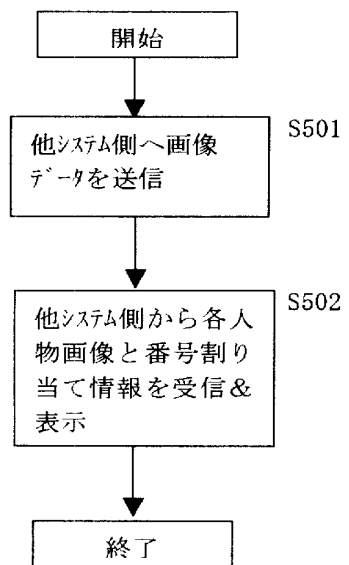 開始
S501
他ｼｽﾃﾑ側へ画像
ﾃﾞｰﾀを送信
S502
他ｼｽﾃﾑ側から各人
物画像と番号割り
当て情報を受信&
表示
終了